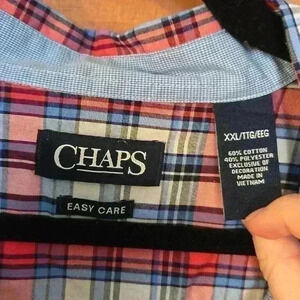 CHAPS
EASY CARE
XXL/TTG/EEG
60% COTTON
40% POLYESTER
EXCLUSIVE OF
DECORATION
MADE IN
VIETNAM